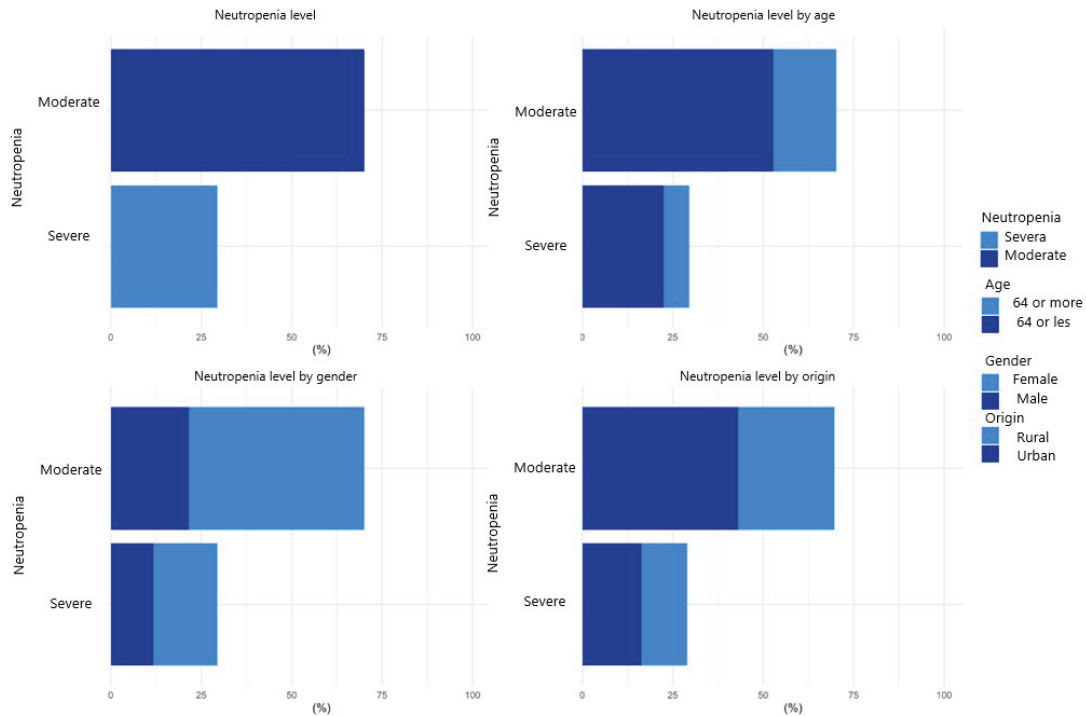 Neutropenia level
Neutropenia
Moderate
Severe
0 25 50 75 100
(%)
Neutropenia level by age
Neutropenia
Moderate
Severe
0 25 50 75 100
(%)
Neutropenia level by gender
Neutropenia
Moderate
Severe
0 25 50 75 100
(%)
Neutropenia level by origin
Neutropenia
Moderate
Severe
0 25 50 75 100
(%)
Neutropenia
Severa
Moderate
Age
64 or more
64 or les
Gender
Female
Male
Origin
Rural
Urban